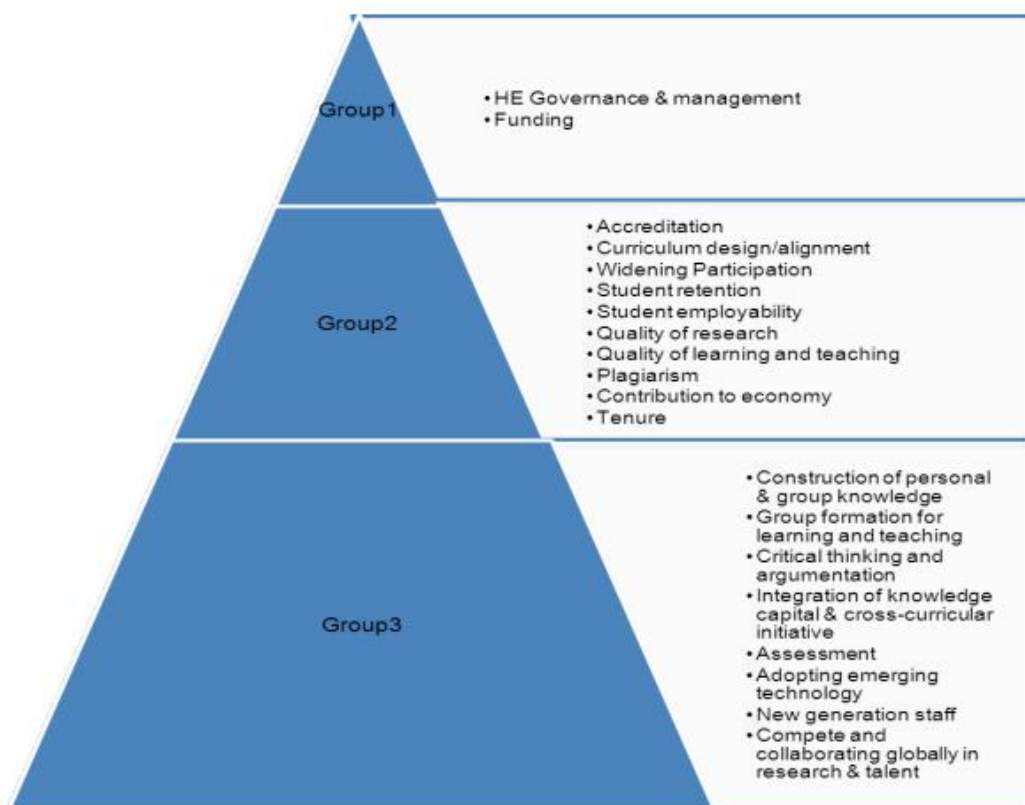 Group1
•HE Governance & management
•Funding
Group2
•Accreditation
•Curriculum design/alignment
•Widening Participation
•Student retention
•Student employability
•Quality of research
•Quality of learning and teaching
•Plagiarism
•Contribution to economy
•Tenure
Group3
•Construction of personal
& group knowledge
•Group formation for
learning and teaching
•Critical thinking and
argumentation
•Integration of knowledge
capital & cross-curricular
initiative
•Assessment
•Adopting emerging
technology
•New generation staff
•Compete and
collaborating globally in
research & talent